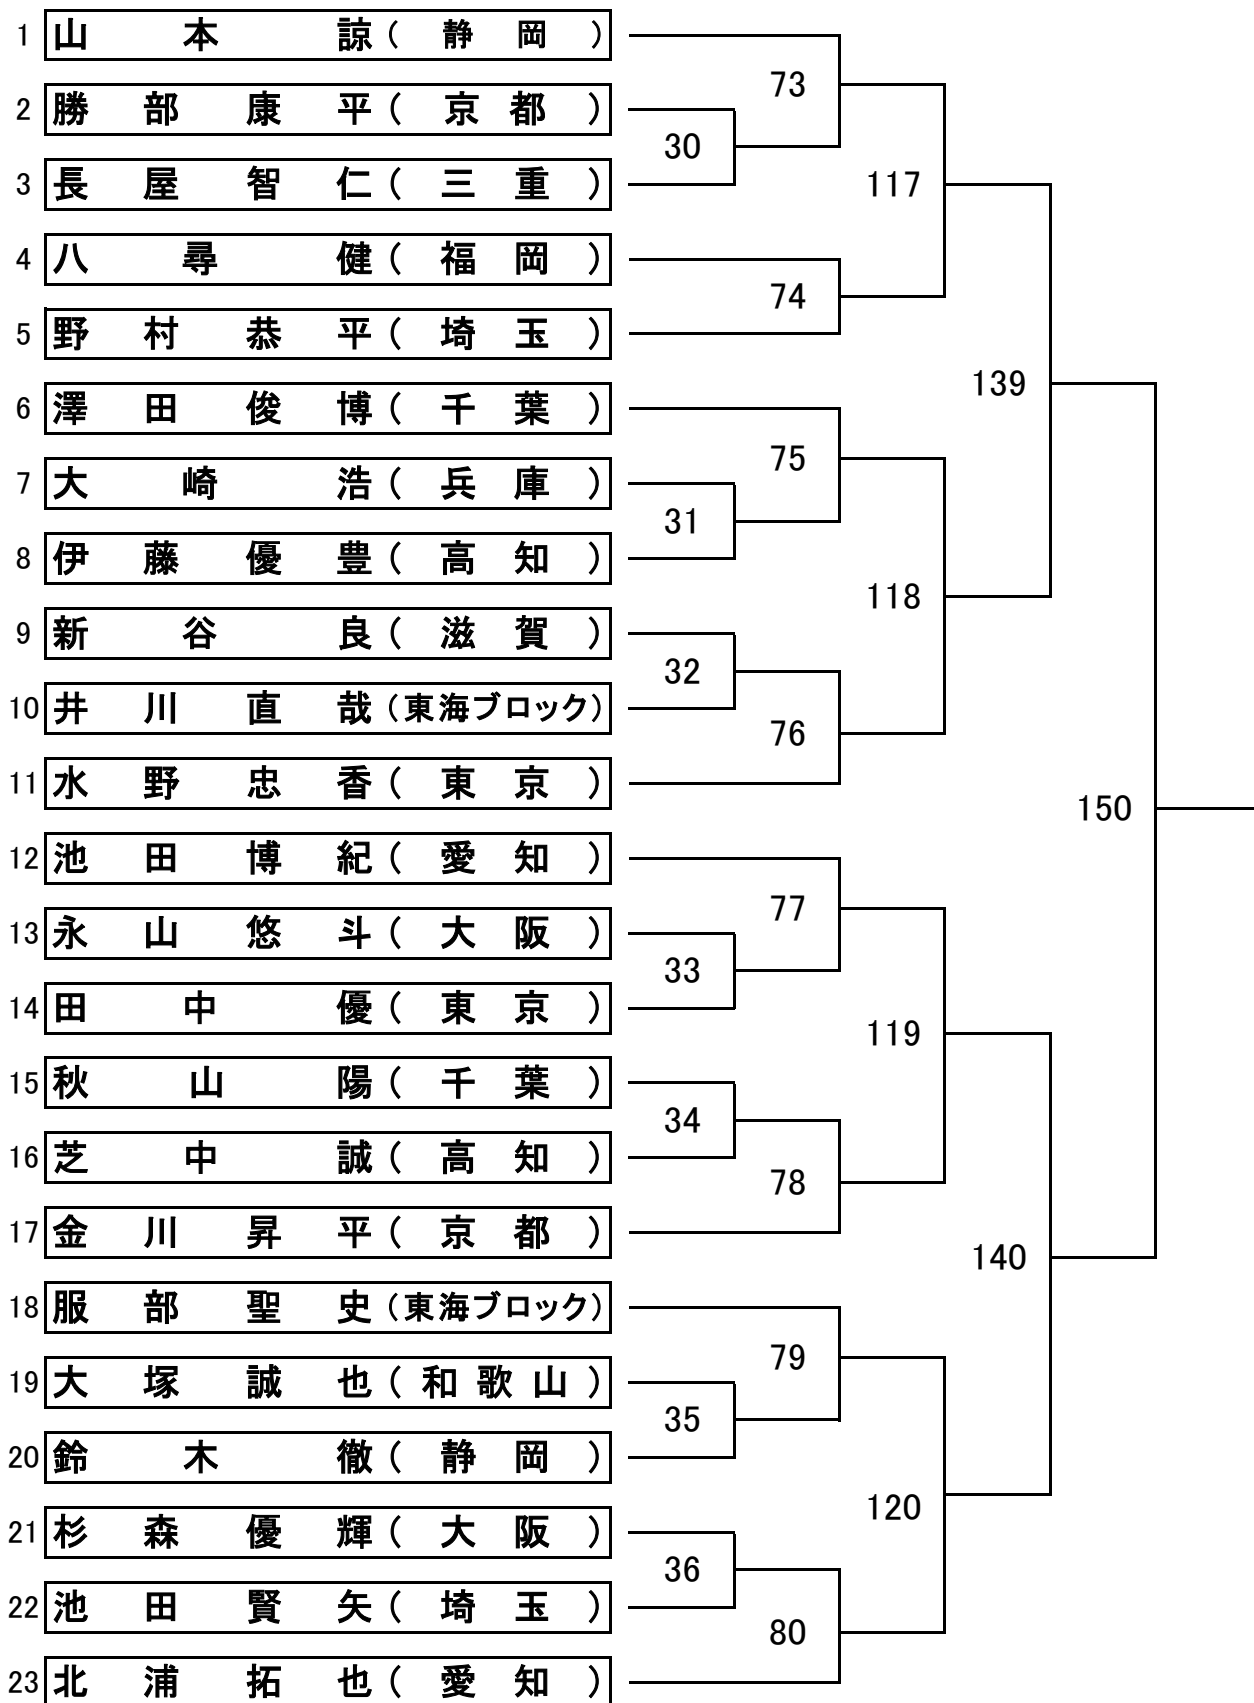 1 山本諒(静岡)
73
2 勝部康平(京都)
30
3 長屋智仁(三重)
117
4 八尋健(福岡)
74
5 野村恭平(埼玉)
139
6 澤田俊博(千葉)
75
7 大崎浩(兵庫)
31
8 伊藤優豊(高知)
118
9 新谷良(滋賀)
32
10 井川直哉(東海ブロック)
76
11 水野忠香(東京)
150
12 池田博紀(愛知)
77
13 永山悠斗(大阪)
33
14 田中優(東京)
119
15 秋山陽(千葉)
34
16 芝中誠(高知)
78
17 金川昇平(京都)
140
18 服部聖史(東海ブロック)
79
19 大塚誠也(和歌山)
35
20 鈴木徹(静岡)
120
21 杉森優輝(大阪)
36
22 池田賢矢(埼玉)
80
23 北浦拓也(愛知)